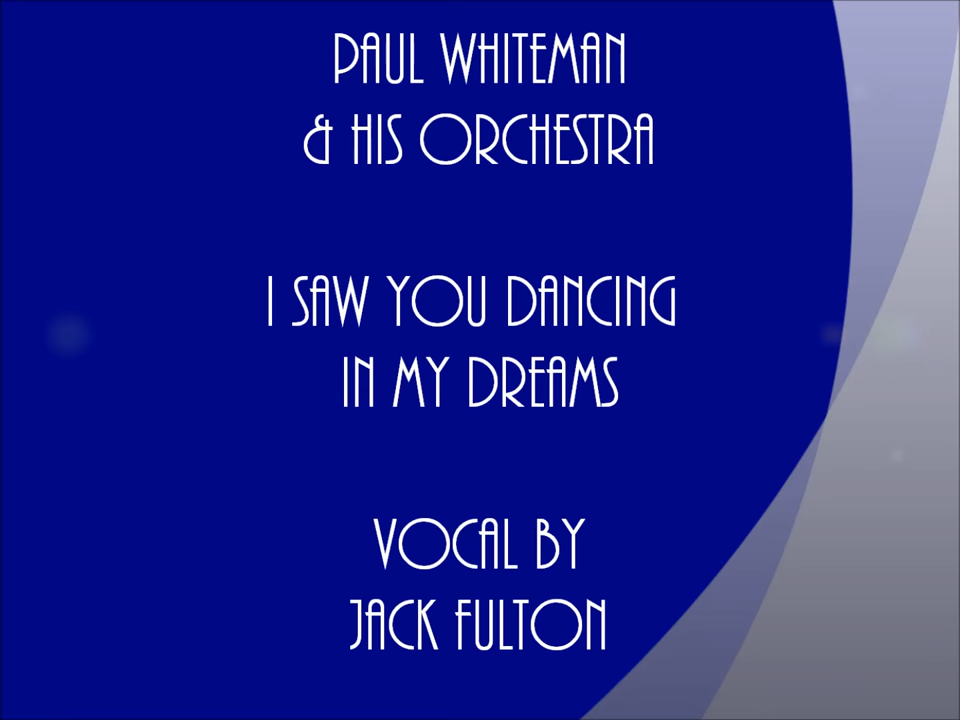 PAUL WHITEMAN
& HIS ORCHESTRA
I SAW YOU DANCING
IN MY DREAMS
VOCAL BY
JACK FULTON